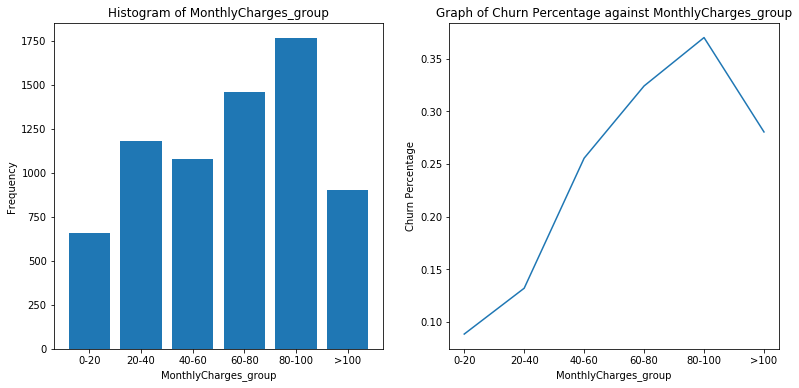 Histogram of MonthlyCharges_group
1750
1500
1250
1000
750
500
250
0
Frequency
0-20 20-40 40-60 60-80 80-100 >100
MonthlyCharges_group
Graph of Churn Percentage against MonthlyCharges_group
0.35
0.30
0.25
0.20
0.15
0.10
Churn Percentage
0-20 20-40 40-60 60-80 80-100 >100
MonthlyCharges_group